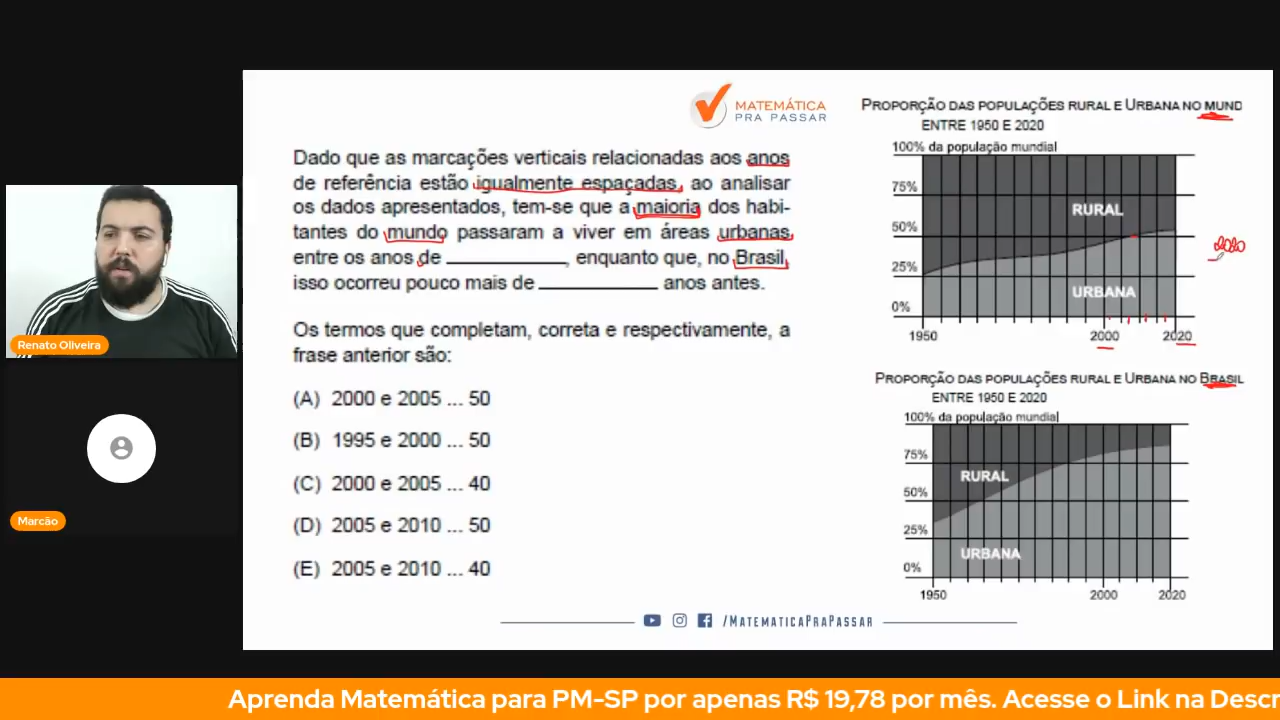 MATEMÁTICA
PRA PASSAR
Dado que as marcações verticais relacionadas aos anos
de referência estão igualmente espaçadas, ao analisar
os dados apresentados, tem-se que a maioria dos habi-
tantes do mundo passaram a viver em áreas urbanas
entre os anos de ___________, enquanto que, no Brasil,
isso ocorreu pouco mais de ___________ anos antes.
Os termos que completam, correta e respectivamente, a
frase anterior são:
(A) 2000 e 2005 ... 50
(B) 1995 e 2000 ... 50
(C) 2000 e 2005 ... 40
(D) 2005 e 2010 ... 50
(E) 2005 e 2010 ... 40
PROPORÇÃO DAS POPULAÇÕES RURAL E URBANA NO MUND
ENTRE 1950 E 2020
100% da população mundial
75%
RURAL
50%
25%
URBANA
0%
1950 2000 2020
PROPORÇÃO DAS POPULAÇÕES RURAL E URBANA NO BRASIL
ENTRE 1950 E 2020
100% da população mundial
75%
RURAL
50%
25%
URBANA
0%
1950 2000 2020
/MATEMATICAPRAPASSAR
Renato Oliveira
Marcão
Aprenda Matemática para PM-SP por apenas R$ 19,78 por mês. Acesse o Link na Descr